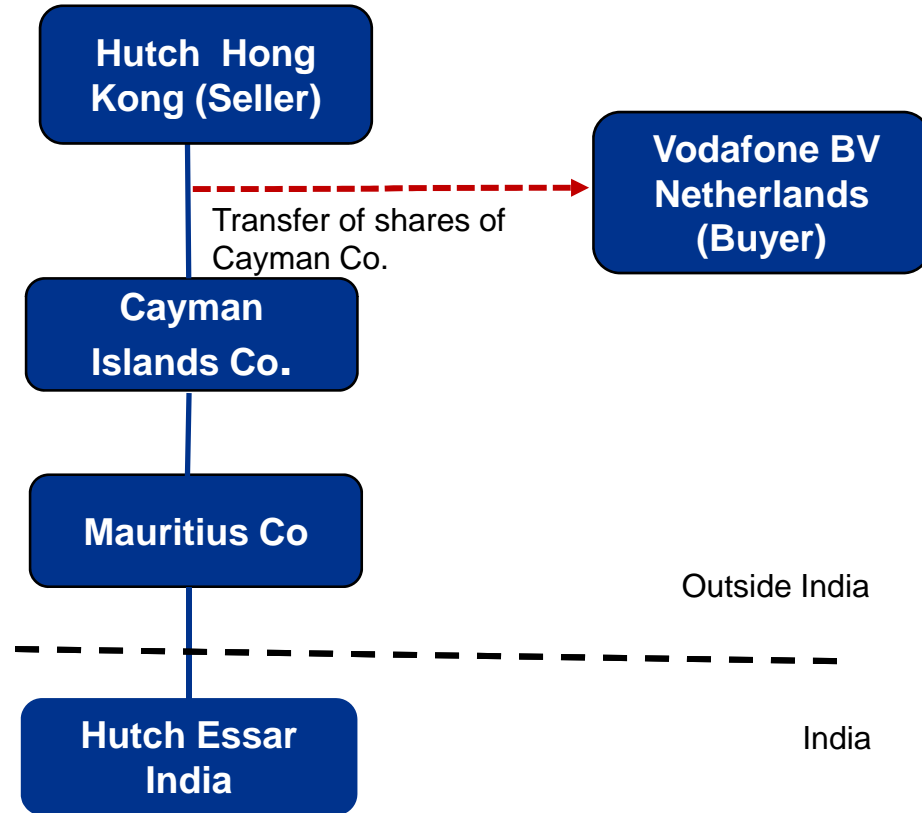 Hutch Hong
Kong (Seller)
Vodafone BV
Netherlands
(Buyer)
Transfer of shares of
Cayman Co.
Cayman
Islands Co.
Mauritius Co
Outside India
Hutch Essar
India
India